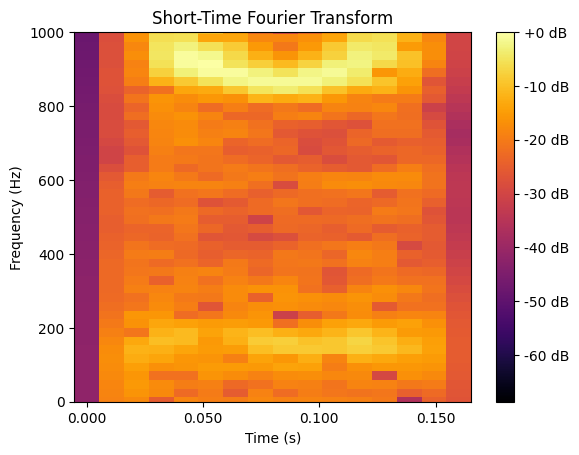 Short-Time Fourier Transform
Frequency (Hz)
1000
800
600
400
200
0
0.000
0.050
0.100
0.150
Time (s)
+0 dB
-10 dB
-20 dB
-30 dB
-40 dB
-50 dB
-60 dB